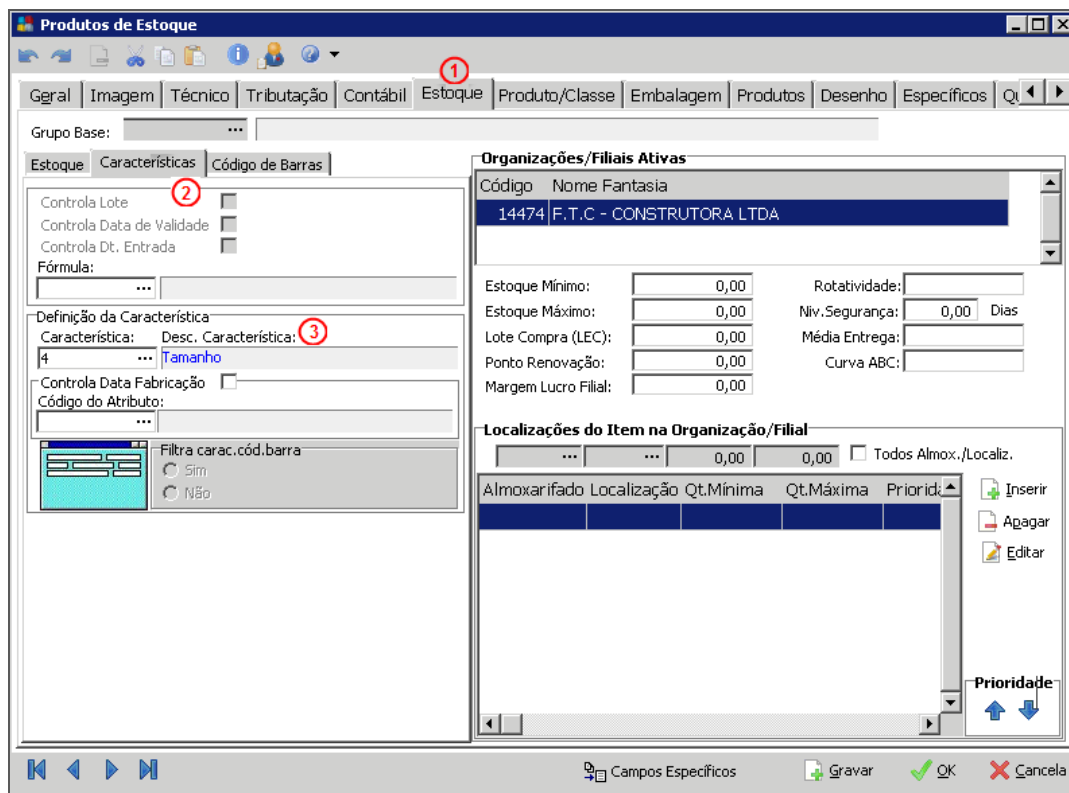 Produtos de Estoque
1
Geral Imagem Técnico Tributação Contábil Estoque Produto/Classe Embalagem Produtos Desenho Específicos
Grupo Base: ...
Estoque Características Código de Barras
2
Controla Lote
Controla Data de Validade
Controla Dt. Entrada
Fórmula:
...
Definição da Característica
Característica: Desc. Característica: 3
4 ... Tamanho
Controla Data Fabricação
Código do Atributo:
...
Filtra carac.cód.barra
Sim
Não
Organizações/Filiais Ativas
Código Nome Fantasia
14474 F.T.C - CONSTRUTORA LTDA
Estoque Mínimo: 0,00 Rotatividade:
Estoque Máximo: 0,00 Niv.Segurança: 0,00 Dias
Lote Compra (LEC): 0,00 Média Entrega:
Ponto Renovação: 0,00 Curva ABC:
Margem Lucro Filial: 0,00
Localizações do Item na Organização/Filial
... ... 0,00 0,00 Todos Almox./Localiz.
Almoxarifado Localização Qt.Mínima Qt.Máxima Priorida
Inserir
Apagar
Editar
Prioridade
Campos Específicos Gravar OK Cancela